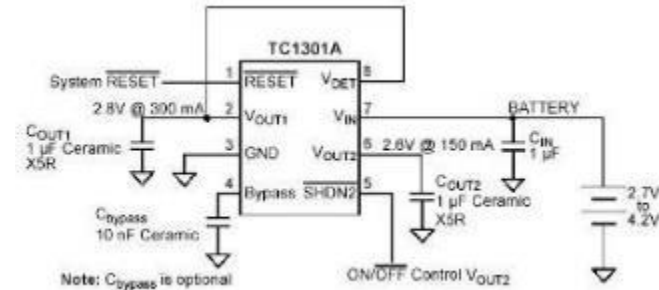 TC1301A
System RESET
1
RESET
VDET
8
2.8V @ 300 mA
2
VOUT1
VIN
7
BATTERY
COUT1
1 µF Ceramic
X5R
3
GND
VOUT2
6
2.6V @ 150 mA
CIN
1 µF
4
Bypass
SHDN2
5
COUT2
1 µF Ceramic
X5R
2.7V
to
4.2V
Cbypass
10 nF Ceramic
Note: Cbypass is optional
ON/OFF Control VOUT2